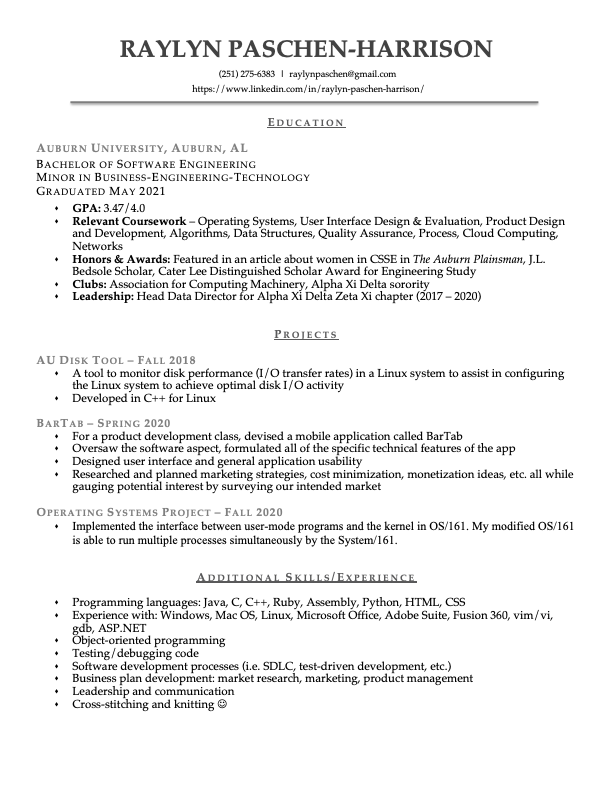 RAYLYN PASCHEN-HARRISON
(251) 275-6383 | raylynpaschen@gmail.com
https://www.linkedin.com/in/raylyn-paschen-harrison/
EDUCATION
AUBURN UNIVERSITY, AUBURN, AL
BACHELOR OF SOFTWARE ENGINEERING
MINOR IN BUSINESS-ENGINEERING-TECHNOLOGY
GRADUATED MAY 2021
♦ GPA: 3.47/4.0
♦ Relevant Coursework – Operating Systems, User Interface Design & Evaluation, Product Design
and Development, Algorithms, Data Structures, Quality Assurance, Process, Cloud Computing,
Networks
♦ Honors & Awards: Featured in an article about women in CSSE in The Auburn Plainsman, J.L.
Bedsole Scholar, Cater Lee Distinguished Scholar Award for Engineering Study
♦ Clubs: Association for Computing Machinery, Alpha Xi Delta sorority
♦ Leadership: Head Data Director for Alpha Xi Delta Zeta Xi chapter (2017 – 2020)
PROJECTS
AU DISK TOOL – FALL 2018
♦ A tool to monitor disk performance (I/O transfer rates) in a Linux system to assist in configuring
the Linux system to achieve optimal disk I/O activity
♦ Developed in C++ for Linux
BARTAB – SPRING 2020
♦ For a product development class, devised a mobile application called BarTab
♦ Oversaw the software aspect, formulated all of the specific technical features of the app
♦ Designed user interface and general application usability
♦ Researched and planned marketing strategies, cost minimization, monetization ideas, etc. all while
gauging potential interest by surveying our intended market
OPERATING SYSTEMS PROJECT – FALL 2020
♦ Implemented the interface between user-mode programs and the kernel in OS/161. My modified OS/161
is able to run multiple processes simultaneously by the System/161.
ADDITIONAL SKILLS/EXPERIENCE
♦ Programming languages: Java, C, C++, Ruby, Assembly, Python, HTML, CSS
♦ Experience with: Windows, Mac OS, Linux, Microsoft Office, Adobe Suite, Fusion 360, vim/vi,
gdb, ASP.NET
♦ Object-oriented programming
♦ Testing/debugging code
♦ Software development processes (i.e. SDLC, test-driven development, etc.)
♦ Business plan development: market research, marketing, product management
♦ Leadership and communication
♦ Cross-stitching and knitting ☺